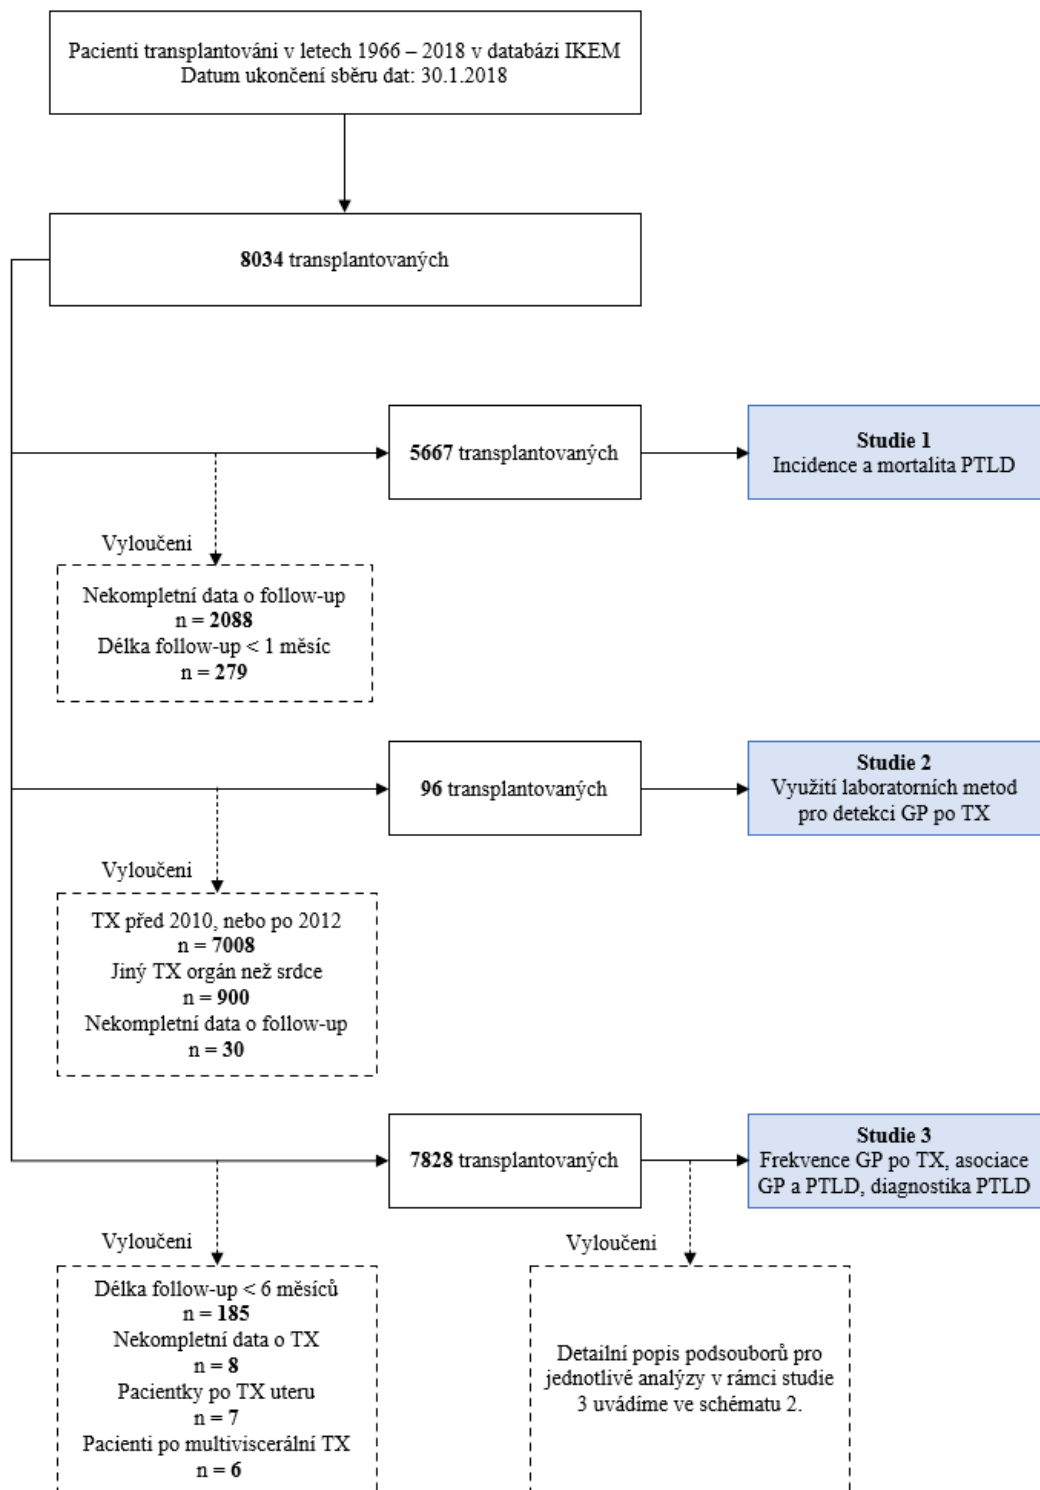 Pacienti transplantováni v letech 1966 – 2018 v databázi IKEM
Datum ukončení sběru dat: 30.1.2018
8034 transplantovaných
5667 transplantovaných
Studie 1
Incidence a mortalita PTLD
Vyloučeni
Nekompletní data o follow-up
n = 2088
Délka follow-up < 1 měsíc
n = 279
96 transplantovaných
Studie 2
Využití laboratorních metod
pro detekci GP po TX
Vyloučeni
TX před 2010, nebo po 2012
n = 7008
Jiný TX orgán než srdce
n = 900
Nekompletní data o follow-up
n = 30
7828 transplantovaných
Studie 3
Frekvence GP po TX, asociace
GP a PTLD, diagnostika PTLD
Vyloučeni
Délka follow-up < 6 měsíců
n = 185
Nekompletní data o TX
n = 8
Pacientky po TX uteru
n = 7
Pacienti po multiviscerální TX
n = 6
Vyloučeni
Detailní popis podsouborů pro
jednotlivé analýzy v rámci studie
3 uvádíme ve schématu 2.